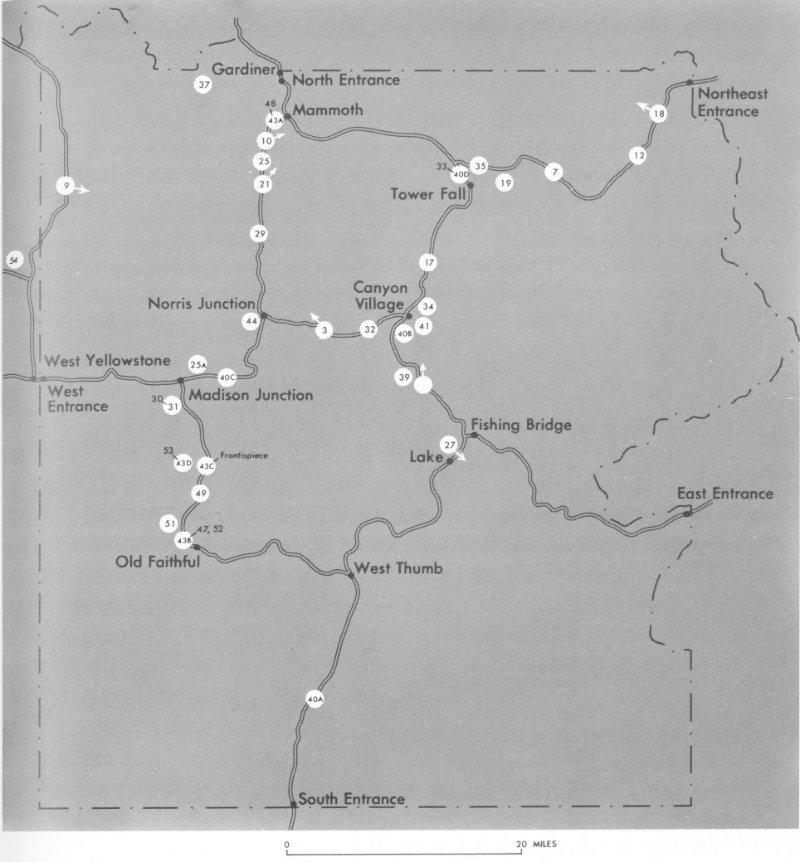 Gardiner
North Entrance
37
48
43A
Mammoth
Northeast
Entrance
18
10
25
21
33
40D
35
19
7
12
9
Tower Fall
29
17
54
Canyon
Village
34
Norris Junction
44
3
32
40B
41
West Yellowstone
25A
40C
39
West
Entrance
Madison Junction
30
31
Fishing Bridge
27
Lake
53
43D
43C
Frontispiece
49
East Entrance
51
47, 52
43B
Old Faithful
West Thumb
40A
South Entrance
0
20 MILES